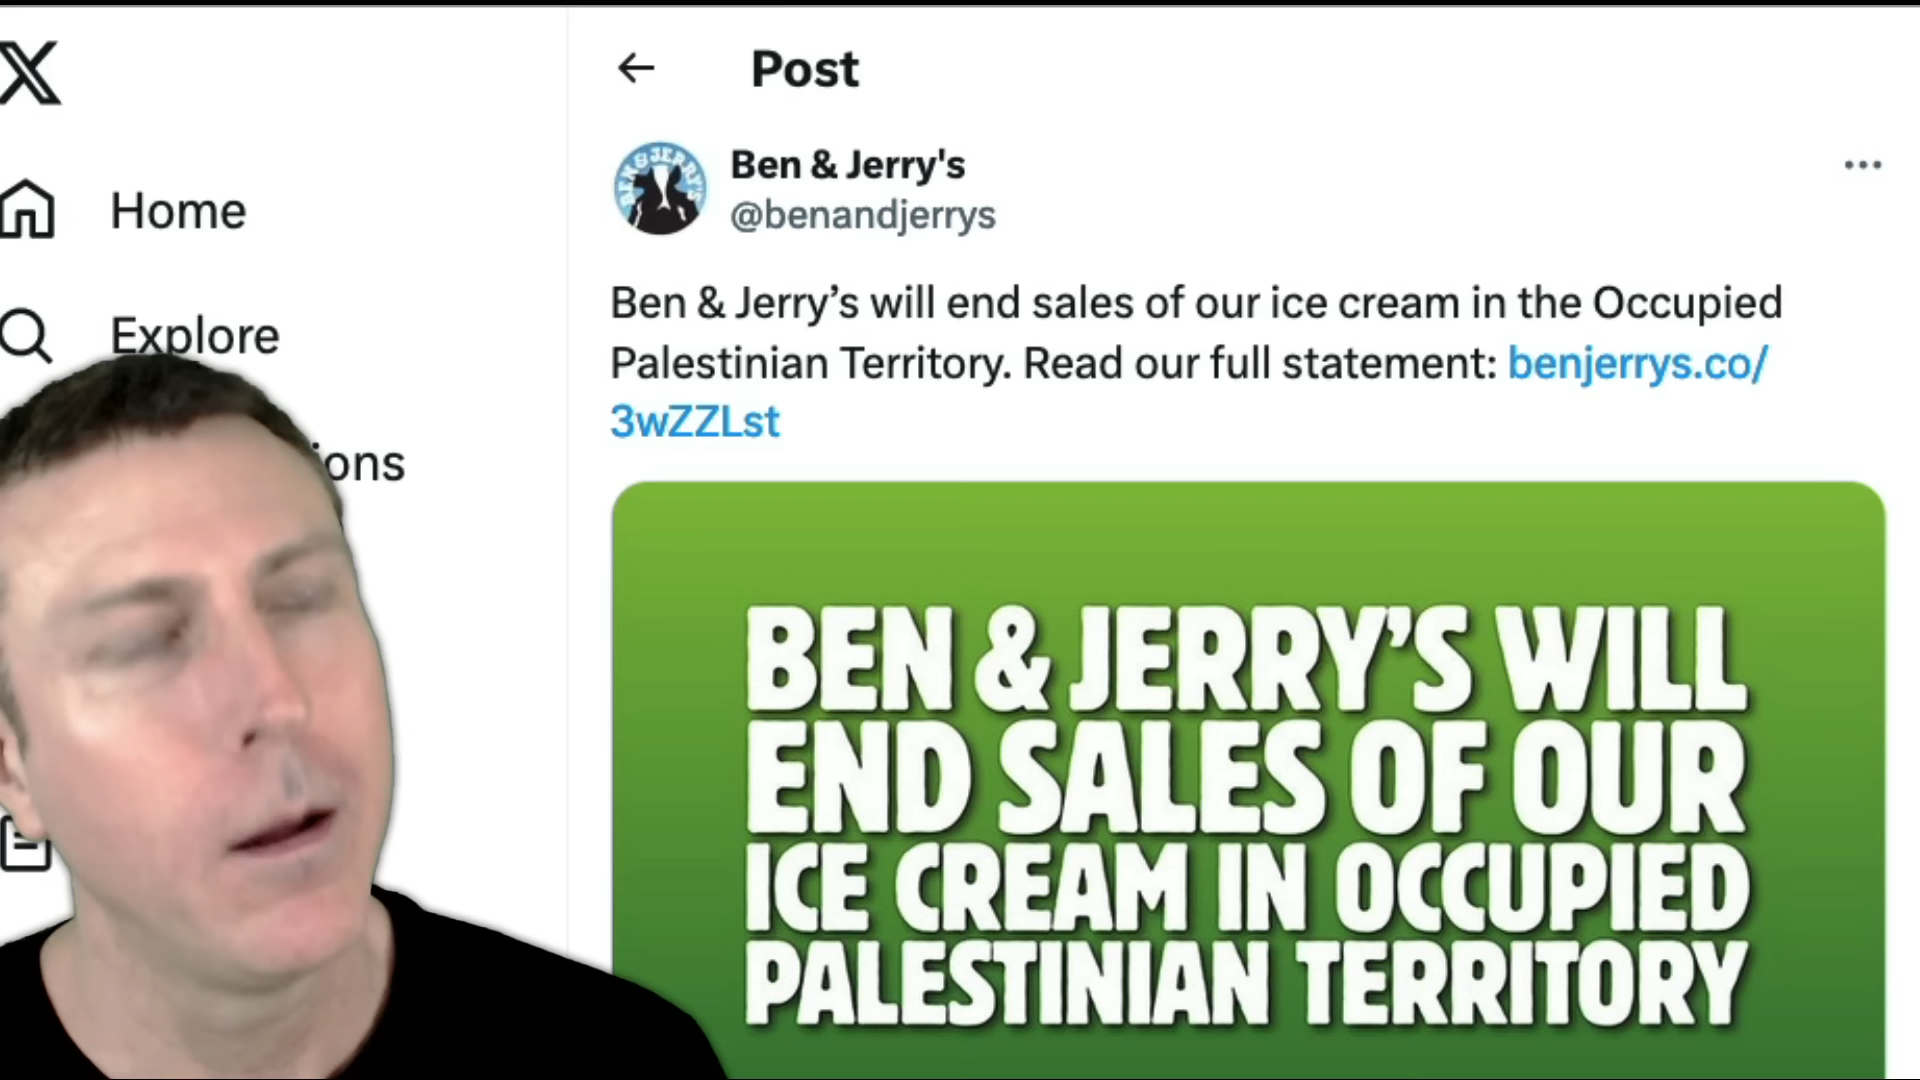 Post
Home
Explore
ions
BEN & JERRY'S
Ben & Jerry's
@benandjerrys
Ben & Jerry’s will end sales of our ice cream in the Occupied
Palestinian Territory. Read our full statement: benjerrys.co/
3wZZLst
BEN & JERRY’S WILL
END SALES OF OUR
ICE CREAM IN OCCUPIED
PALESTINIAN TERRITORY